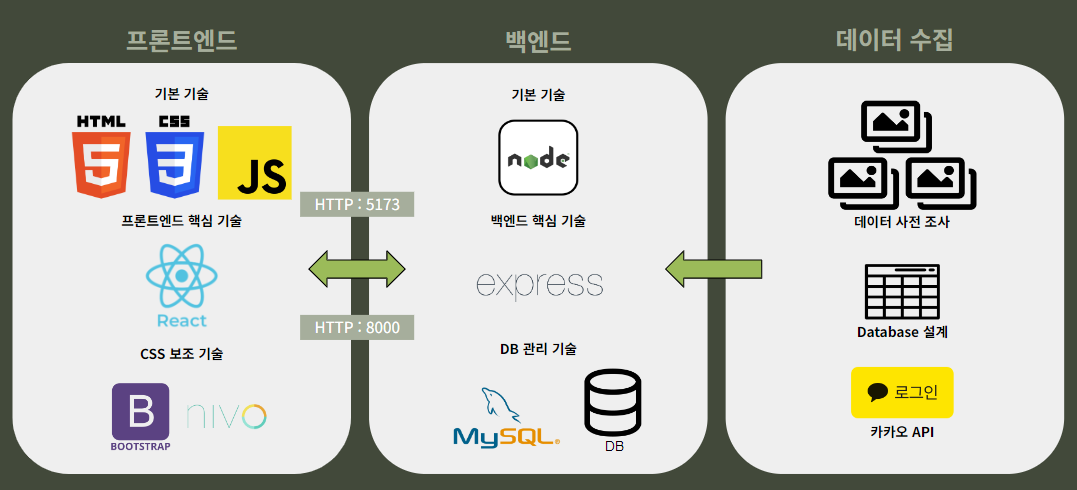 프론트엔드
기본 기술
HTML
CSS
5
3
JS
프론트엔드 핵심 기술
React
CSS 보조 기술
B
BOOTSTRAP
nivo
HTTP : 5173
HTTP : 8000
백엔드
기본 기술
node
백엔드 핵심 기술
express
DB 관리 기술
MySQL®
DB
데이터 수집
데이터 사전 조사
Database 설계
로그인
카카오 API